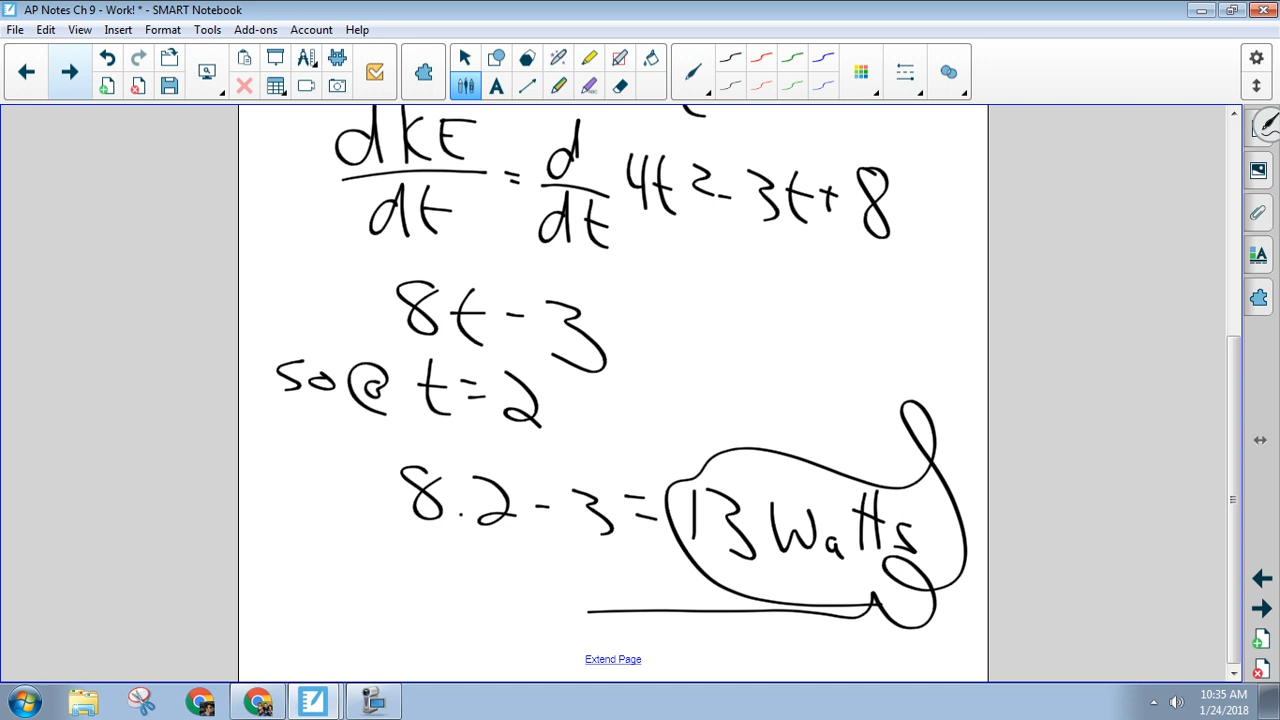 AP Notes Ch 9 - Work! * - SMART Notebook
File Edit View Insert Format Tools Add-ons Account Help
dKE/dt = d/dt 4t² - 3t + 8
8t - 3
so @ t = 2
8.2 - 3 = 13 Watts
Extend Page
10:35 AM
1/24/2018